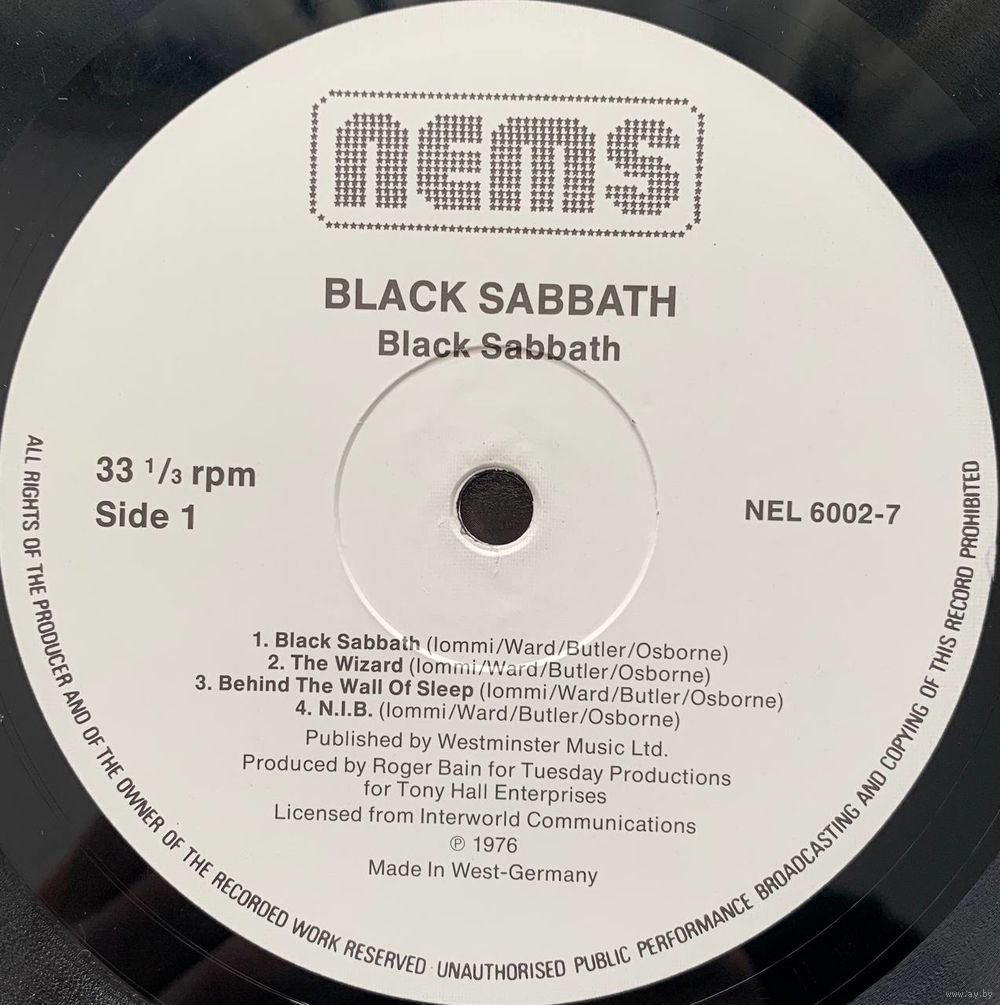 nems
BLACK SABBATH
Black Sabbath
33 1/3 rpm
Side 1
NEL 6002-7
1. Black Sabbath (Iommi/Ward/Butler/Osborne)
2. The Wizard (Iommi/Ward/Butler/Osborne)
3. Behind The Wall Of Sleep (Iommi/Ward/Butler/Osborne)
4. N.I.B. (Iommi/Ward/Butler/Osborne)
Published by Westminster Music Ltd.
Produced by Roger Bain for Tuesday Productions
for Tony Hall Enterprises
Licensed from Interworld Communications
℗ 1976
Made In West-Germany
ALL RIGHTS OF THE PRODUCER AND OF THE OWNER OF THE RECORDED WORK RESERVED · UNAUTHORISED PUBLIC PERFORMANCE BROADCASTING AND COPYING OF THIS RECORD PROHIBITED
www.ay.by